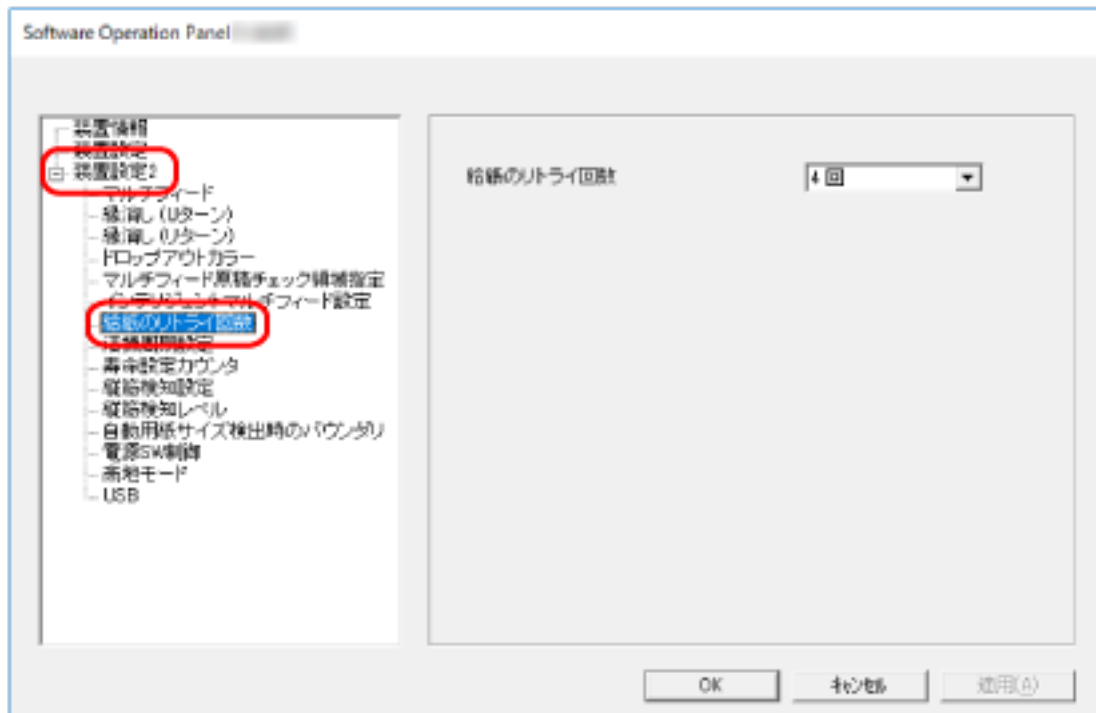 Software Operation Panel
装置情報
装置設定
装置設定2
マルチフィード
縁消し(Uターン)
縁消し(リターン)
ドロップアウトカラー
マルチフィード原稿チェック領域指定
インテリジェントマルチフィード設定
給紙のリトライ回数
清掃周期設定
寿命設定カウンタ
縦筋検知設定
縦筋検知レベル
自動用紙サイズ検出時のバウンダリ
電源SW制御
高地モード
USB
給紙のリトライ回数
4 回
OK
キャンセル
適用(A)